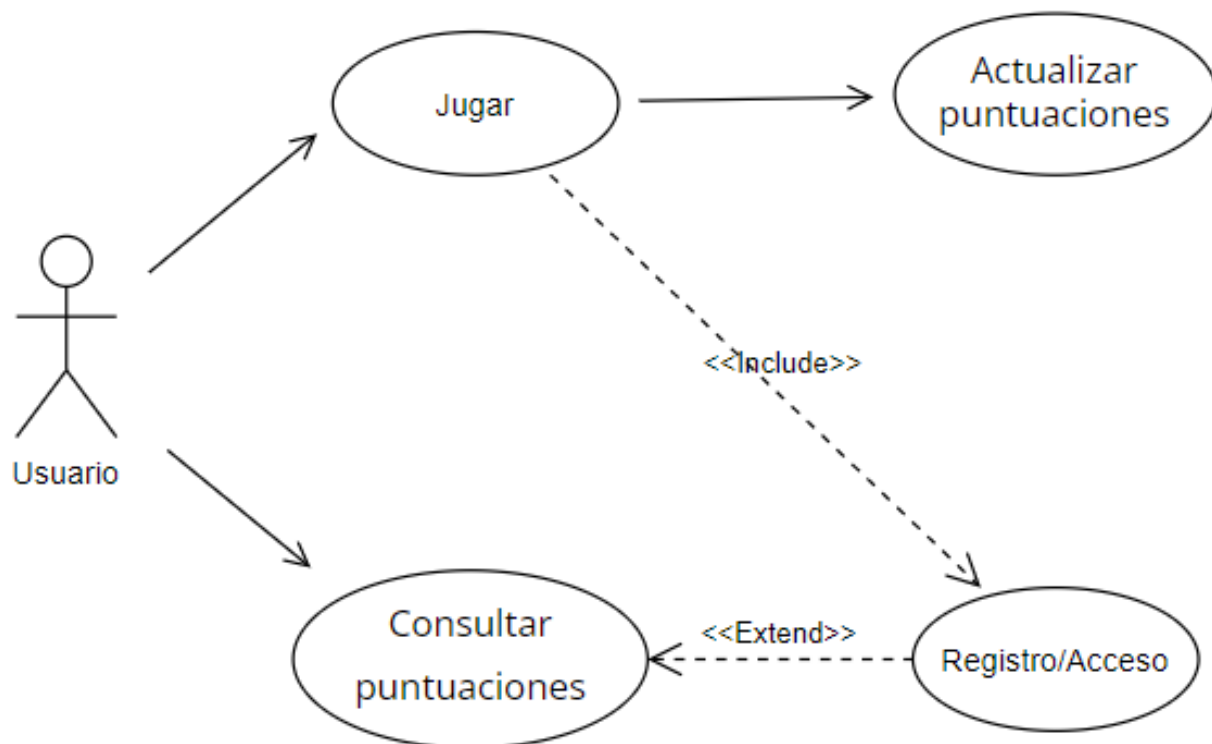 Jugar
Actualizar
puntuaciones
<<Include>>
Usuario
Consultar
puntuaciones
<<Extend>>
Registro/Acceso